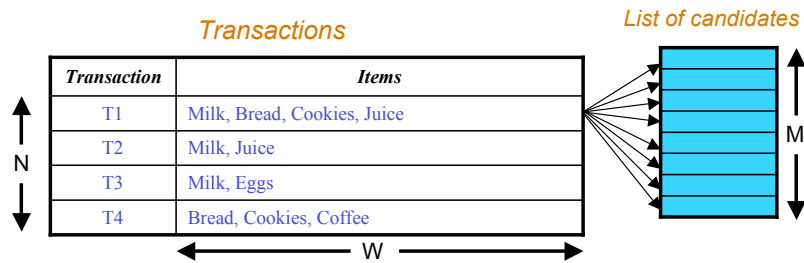 Transactions
List of candidates
Transaction Items
T1 Milk, Bread, Cookies, Juice
T2 Milk, Juice
T3 Milk, Eggs
T4 Bread, Cookies, Coffee
N
M
W